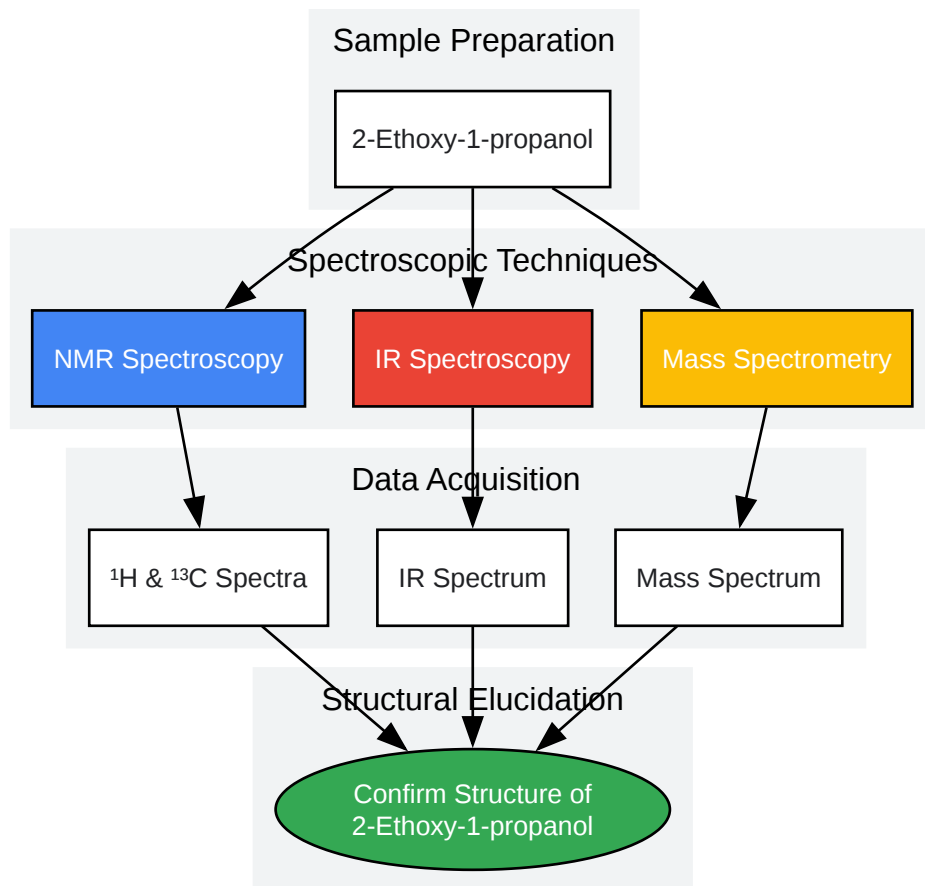 Sample Preparation
2-Ethoxy-1-propanol
Spectroscopic Techniques
NMR Spectroscopy
IR Spectroscopy
Mass Spectrometry
Data Acquisition
¹H & ¹³C Spectra
IR Spectrum
Mass Spectrum
Structural Elucidation
Confirm Structure of
2-Ethoxy-1-propanol